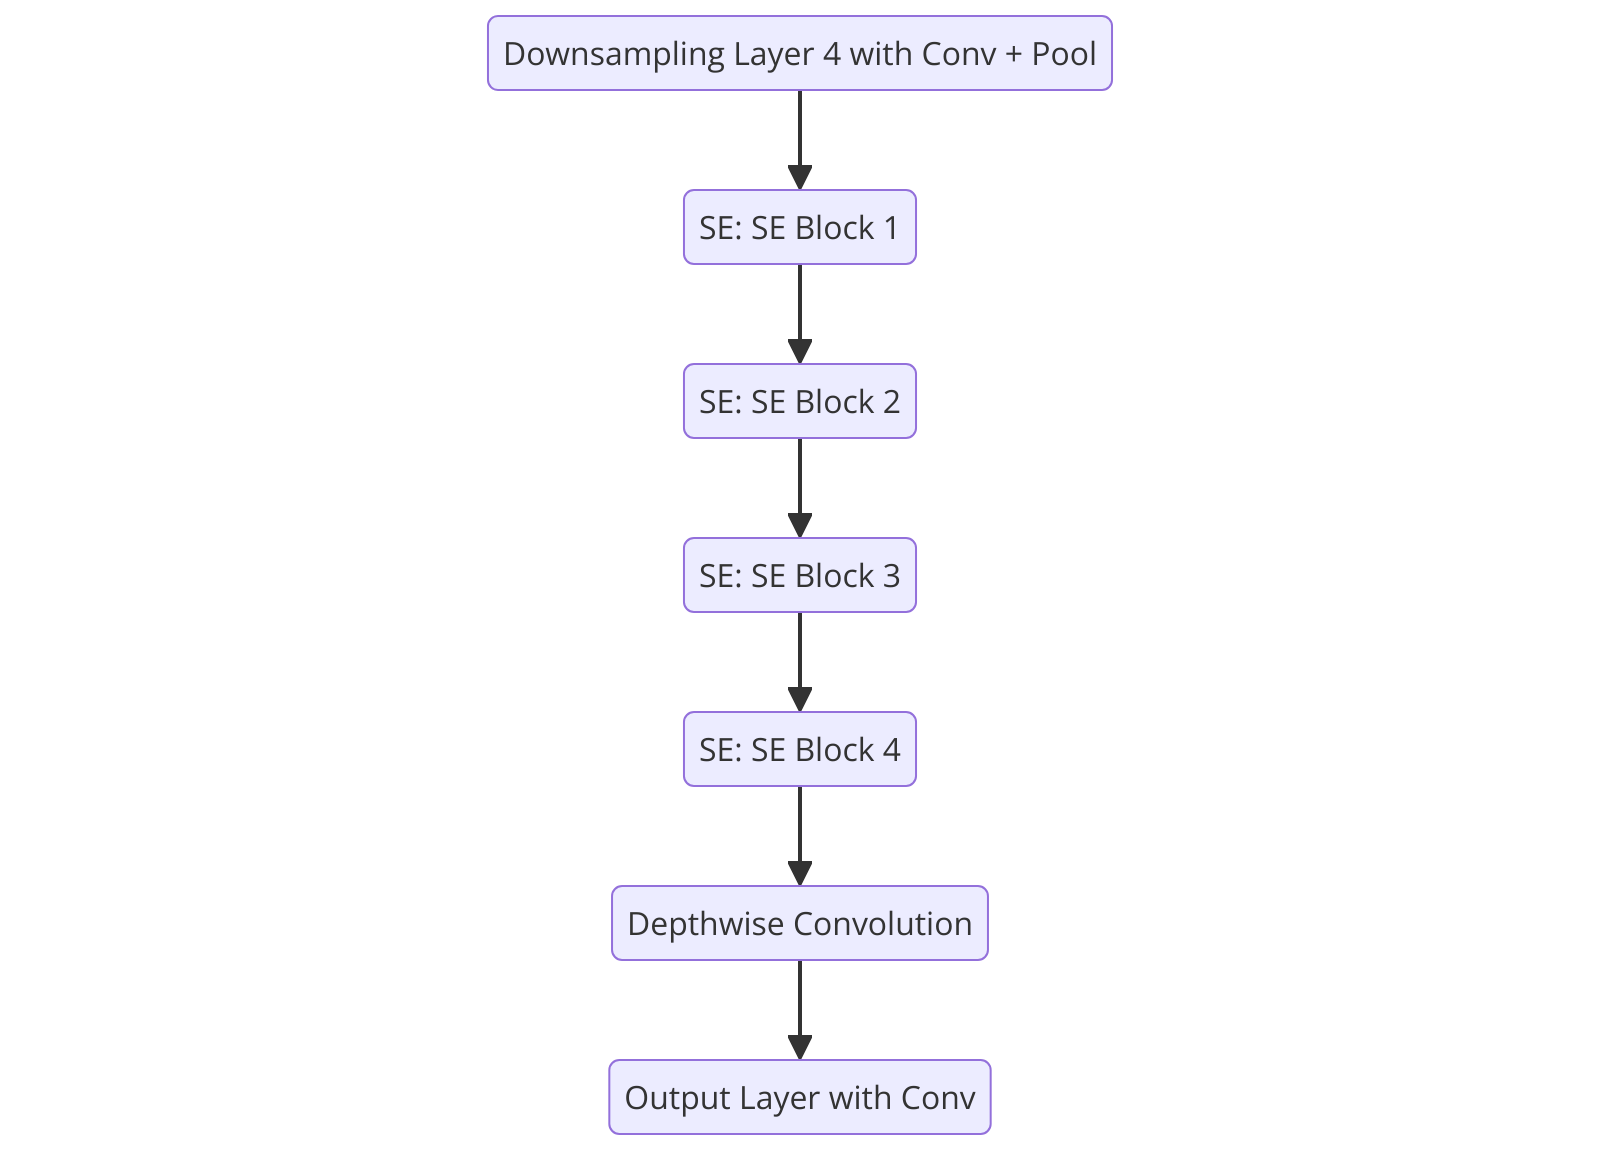 Downsampling Layer 4 with Conv + Pool
SE: SE Block 1
SE: SE Block 2
SE: SE Block 3
SE: SE Block 4
Depthwise Convolution
Output Layer with Conv